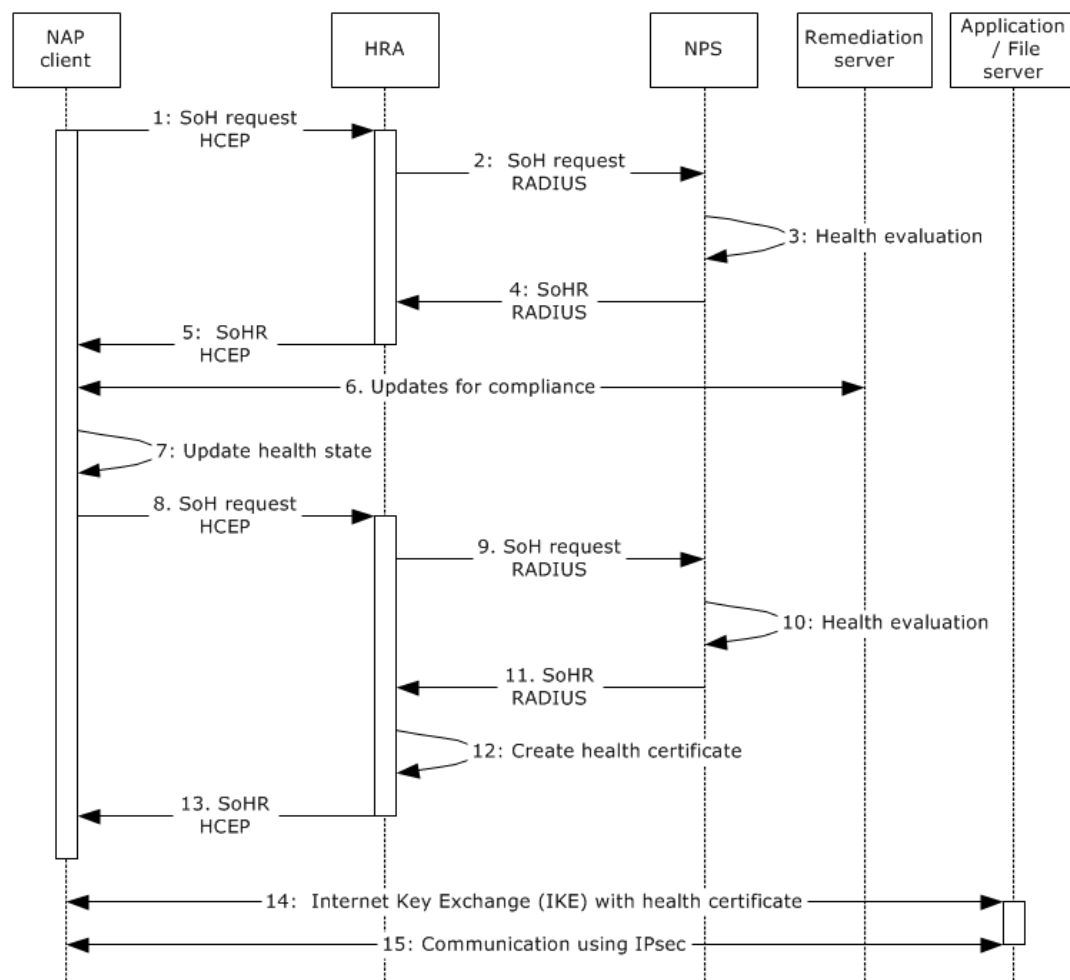 NAP
client
HRA
NPS
Remediation
server
Application
/ File
server
1: SoH request
HCEP
2: SoH request
RADIUS
3: Health evaluation
4: SoHR
RADIUS
5: SoHR
HCEP
6. Updates for compliance
7: Update health state
8. SoH request
HCEP
9. SoH request
RADIUS
10: Health evaluation
11. SoHR
RADIUS
12: Create health certificate
13. SoHR
HCEP
14: Internet Key Exchange (IKE) with health certificate
15: Communication using IPsec